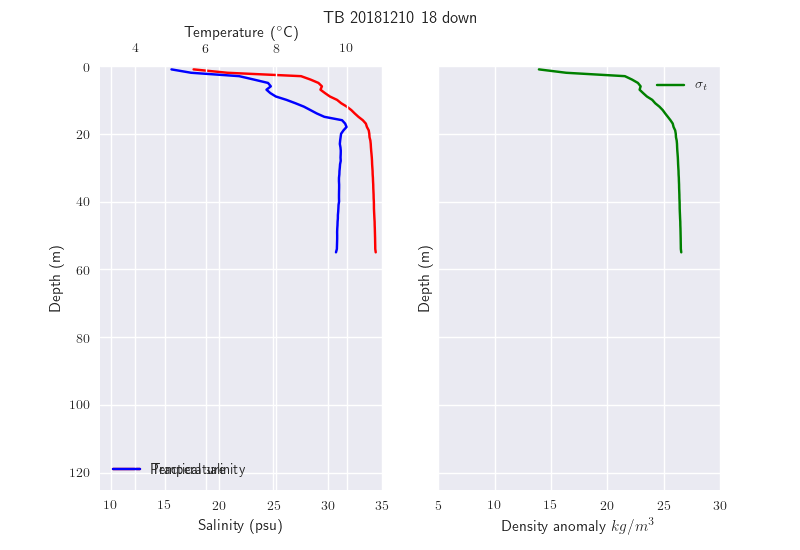 TB 20181210 18 down
Temperature (°C)
4 6 8 10
0
20
40
60
80
100
120
Depth (m)
Depth (m)
σt
10 15 20 25 30 35
5 10 15 20 25 30
Salinity (psu)
Density anomaly kg/m³